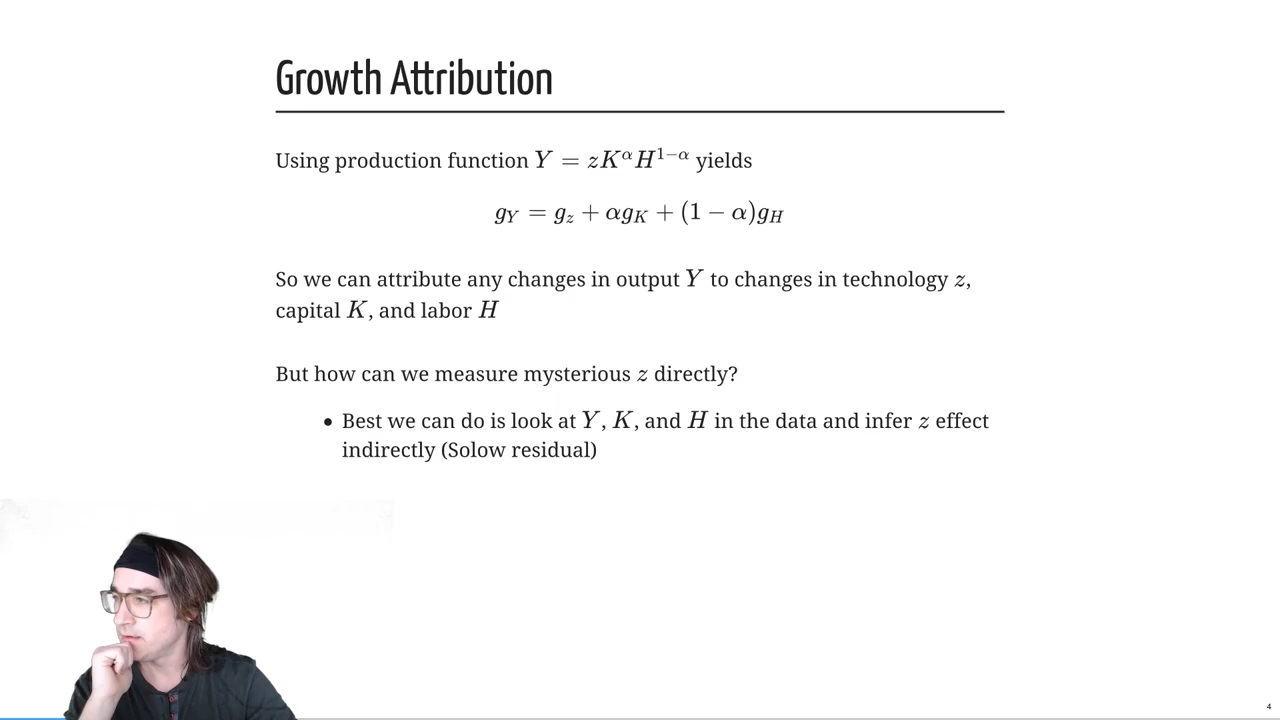 Growth Attribution
Using production function Y = zK^αH^{1−α} yields
g_Y = g_z + αg_K + (1 − α)g_H
So we can attribute any changes in output Y to changes in technology z,
capital K, and labor H
But how can we measure mysterious z directly?
• Best we can do is look at Y, K, and H in the data and infer z effect
indirectly (Solow residual)
4